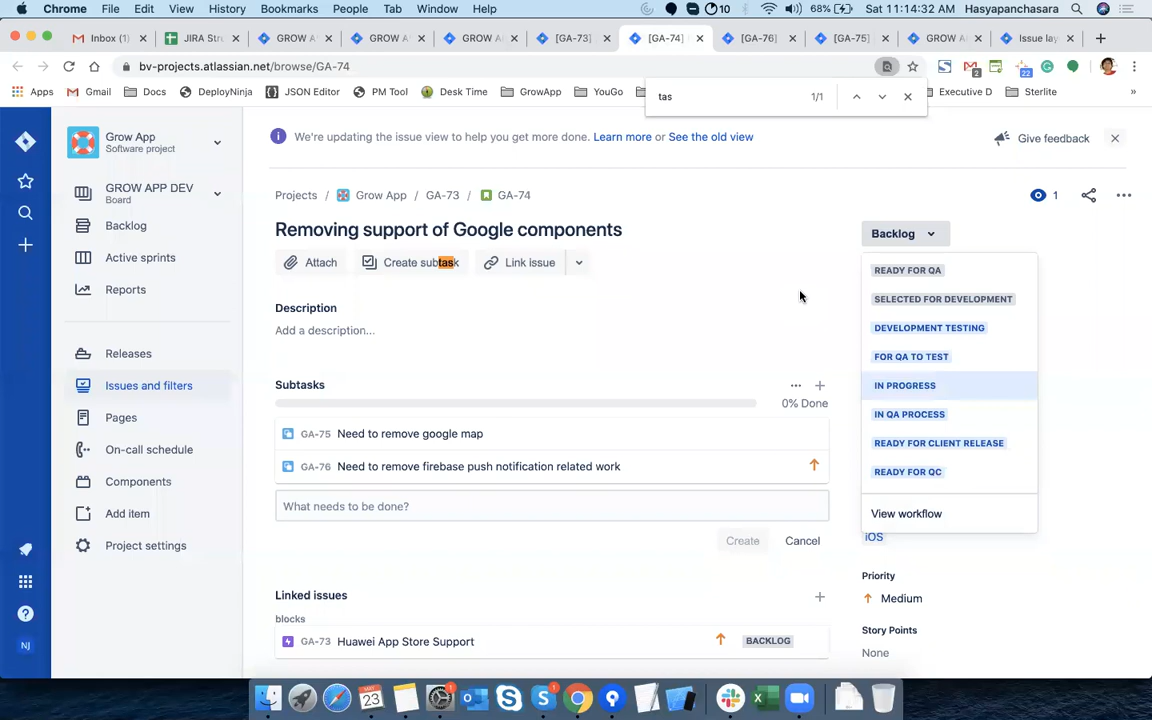 Chrome File Edit View History Bookmarks People Tab Window Help 10 68% Sat 11:14:32 AM Hasyapanchasara
Inbox (1) JIRA Str GROW A GROW A GROW A [GA-73] [GA-74] [GA-76] [GA-75] GROW A Issue lay
bv-projects.atlassian.net/browse/GA-74 2 22
Apps Gmail Docs DeployNinja JSON Editor PM Tool Desk Time GrowApp YouGo Executive D Sterlite »
tas 1/1
Grow App
Software project
We're updating the issue view to help you get more done. Learn more or See the old view
Give feedback
GROW APP DEV
Board
Backlog
Active sprints
Reports
Releases
Issues and filters
Pages
On-call schedule
Components
Add item
Project settings
NJ
Projects / Grow App / GA-73 / GA-74
1
Removing support of Google components
Attach Create subtask Link issue
Description
Add a description...
Subtasks
0% Done
GA-75 Need to remove google map
GA-76 Need to remove firebase push notification related work
What needs to be done?
Create Cancel
Linked issues
blocks
GA-73 Huawei App Store Support BACKLOG
Backlog
READY FOR QA
SELECTED FOR DEVELOPMENT
DEVELOPMENT TESTING
FOR QA TO TEST
IN PROGRESS
IN QA PROCESS
READY FOR CLIENT RELEASE
READY FOR QC
View workflow
iOS
Priority
Medium
Story Points
None
MAY
23
1
1